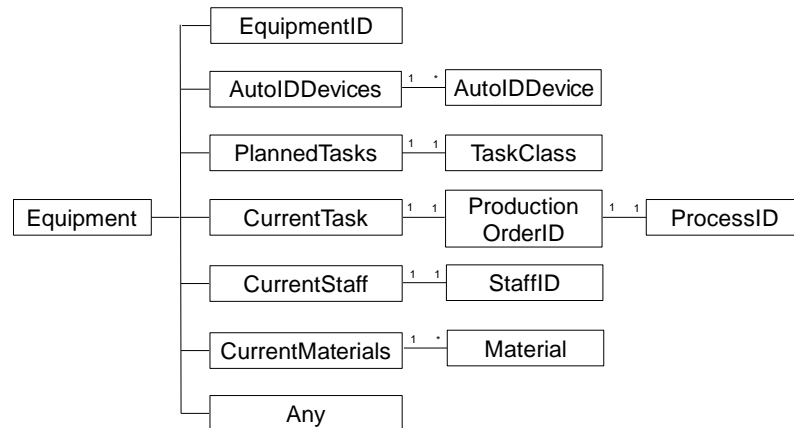 EquipmentID
AutoIDDevices 1 * AutoIDDevice
PlannedTasks 1 1 TaskClass
Equipment CurrentTask 1 1 Production OrderID 1 1 ProcessID
CurrentStaff 1 1 StaffID
CurrentMaterials 1 * Material
Any